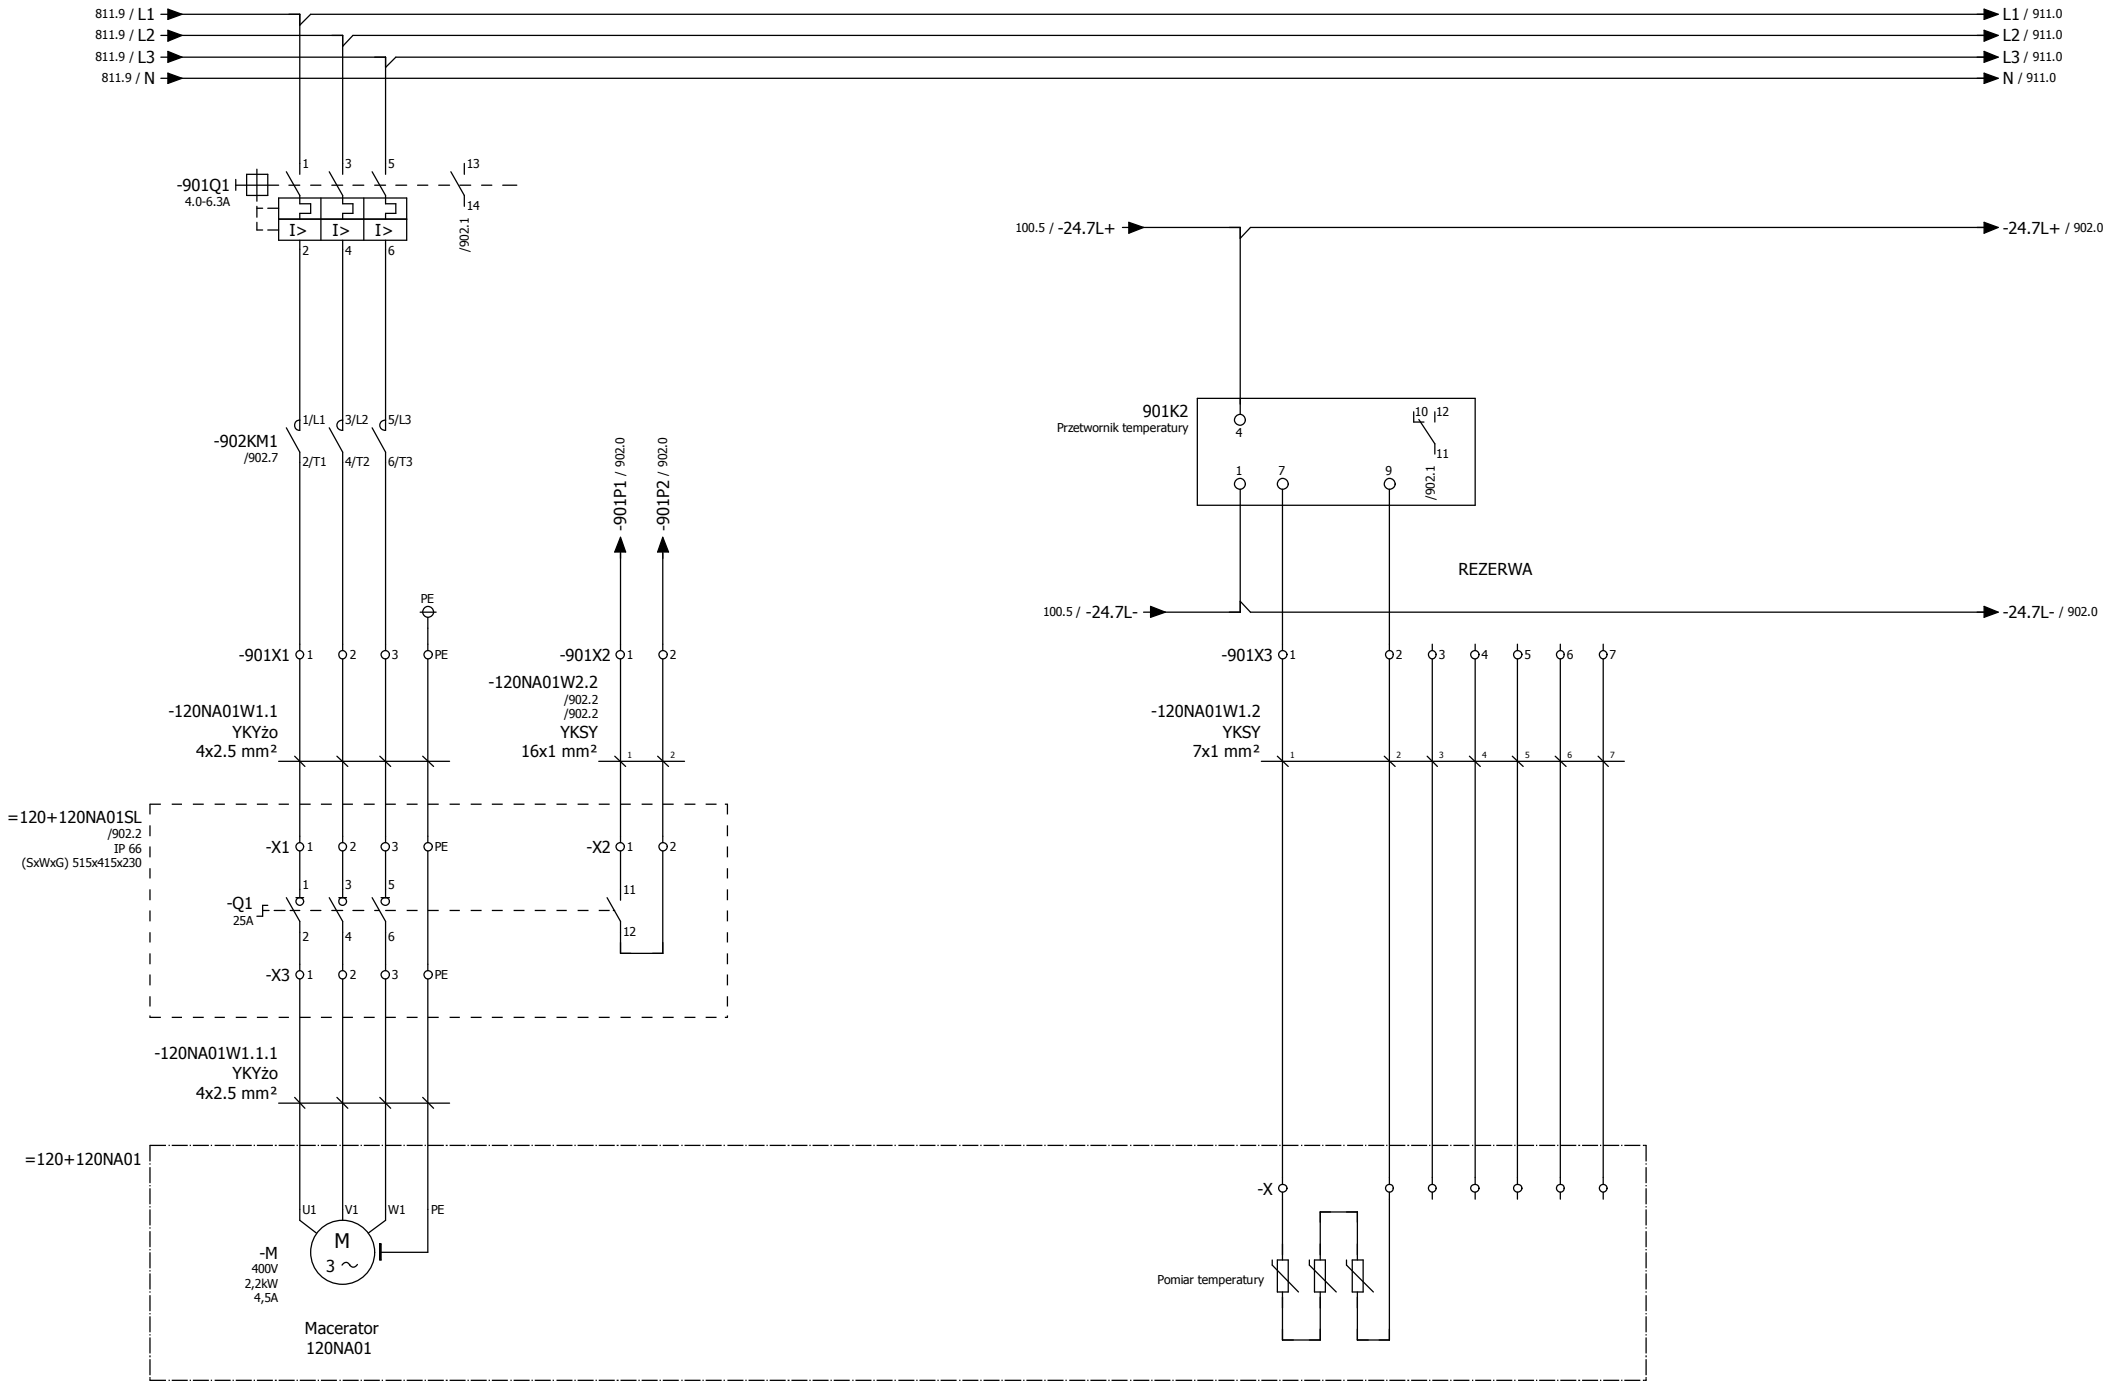 811.9 / L1
L1 / 911.0
811.9 / L2
L2 / 911.0
811.9 / L3
L3 / 911.0
811.9 / N
N / 911.0
-901Q1
4.0-6.3A
1
3
5
13
14
/902.1
I>
I>
I>
2
4
6
100.5 / -24.7L+
-24.7L+ / 902.0
-902KM1
/902.7
1/L1
3/L2
5/L3
2/T1
4/T2
6/T3
-901P1 / 902.0
-901P2 / 902.0
901K2
Przetwornik temperatury
4
10
12
11
/902.1
1
7
9
REZERWA
100.5 / -24.7L-
-24.7L- / 902.0
PE
-901X1
1
2
3
PE
-901X2
1
2
-901X3
1
2
3
4
5
6
7
-120NA01W1.1
YKYżo
4x2.5 mm²
-120NA01W2.2
/902.2
/902.2
YKSY
16x1 mm²
1
2
-120NA01W1.2
YKSY
7x1 mm²
1
2
3
4
5
6
7
=120+120NA01SL
/902.2
IP 66
(SxWxG) 515x415x230
-X1
1
2
3
PE
-X2
1
2
-Q1
25A
1
3
5
2
4
6
11
12
-X3
1
2
3
PE
-120NA01W1.1.1
YKYżo
4x2.5 mm²
=120+120NA01
U1
V1
W1
PE
M
3 ~
-M
400V
2,2kW
4,5A
Macerator
120NA01
-X
Pomiar temperatury